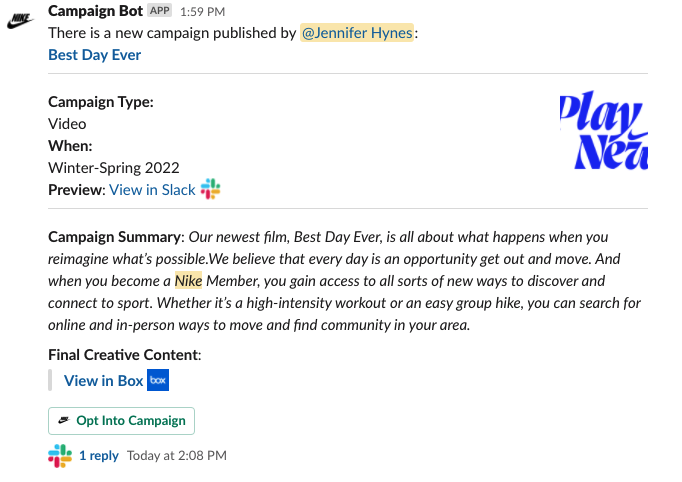 Campaign Bot APP 1:59 PM
There is a new campaign published by @Jennifer Hynes:
Best Day Ever
Campaign Type:
Video
When:
Winter-Spring 2022
Preview: View in Slack
Play
New
Campaign Summary: Our newest film, Best Day Ever, is all about what happens when you
reimagine what's possible.We believe that every day is an opportunity get out and move. And
when you become a Nike Member, you gain access to all sorts of new ways to discover and
connect to sport. Whether it's a high-intensity workout or an easy group hike, you can search for
online and in-person ways to move and find community in your area.
Final Creative Content:
View in Box box
Opt Into Campaign
1 reply Today at 2:08 PM